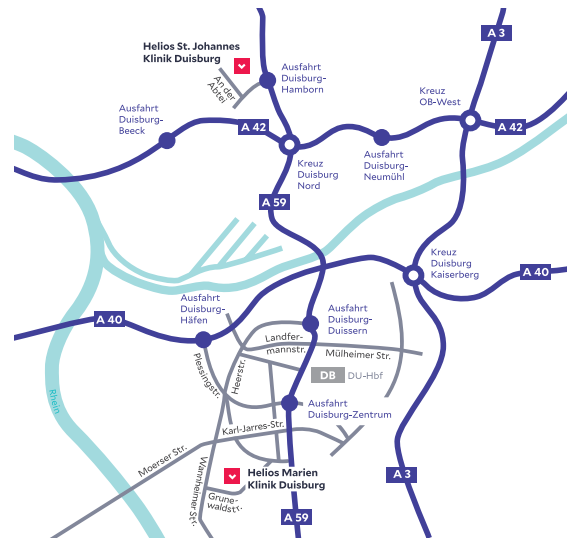 A 3
Helios St. Johannes
Klinik Duisburg
Ausfahrt
Duisburg-
Hamborn
An der
Abtei
Kreuz
OB-West
Ausfahrt
Duisburg-
Beeck
A 42
A 42
Kreuz
Duisburg
Nord
Ausfahrt
Duisburg-
Neumühl
A 59
Kreuz
Duisburg
Kaiserberg
A 40
Ausfahrt
Duisburg-
Häfen
A 40
Ausfahrt
Duisburg-
Duissern
Landfer-
mannstr.
Mülheimer Str.
Plessingstr.
Heerstr.
DB DU-Hbf
Rhein
Ausfahrt
Duisburg-Zentrum
Karl-Jarres-Str.
Moerser Str.
Wannheimer Str.
Helios Marien
Klinik Duisburg
Grune-
waldstr.
A 3
A 59